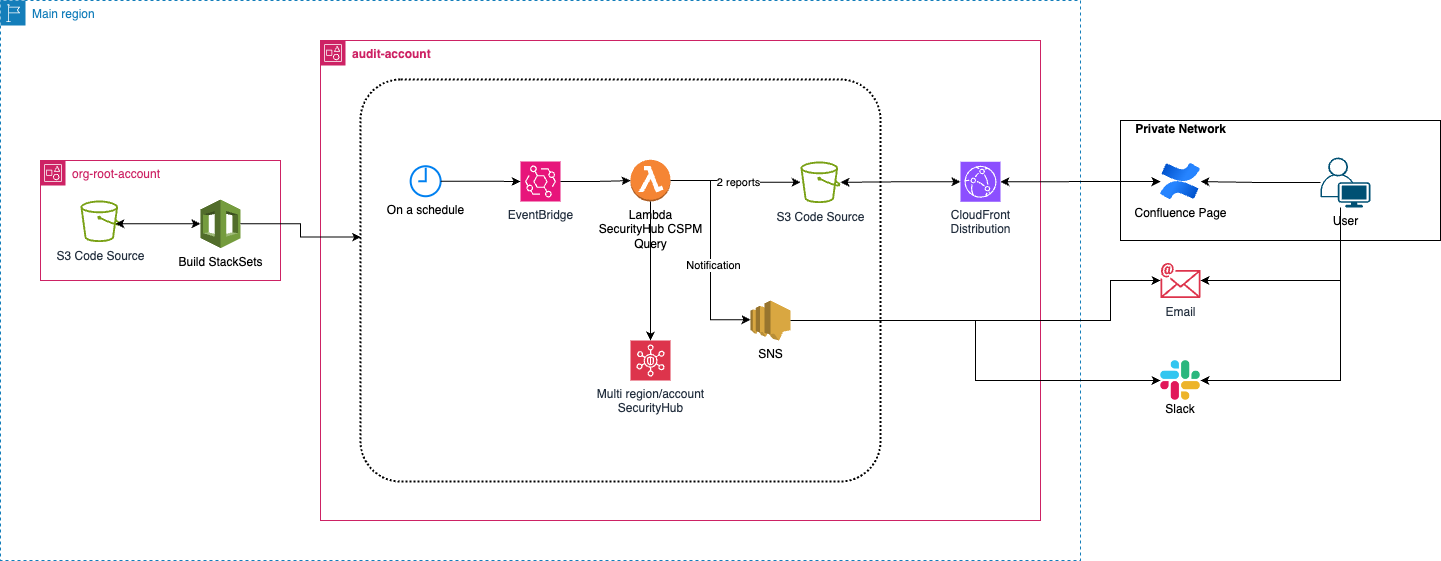 Main region
audit-account
Private Network
org-root-account
On a schedule
EventBridge
Lambda
SecurityHub CSPM
Query
2 reports
S3 Code Source
CloudFront
Distribution
Confluence Page
User
S3 Code Source
Build StackSets
Notification
@
Email
SNS
Multi region/account
SecurityHub
Slack